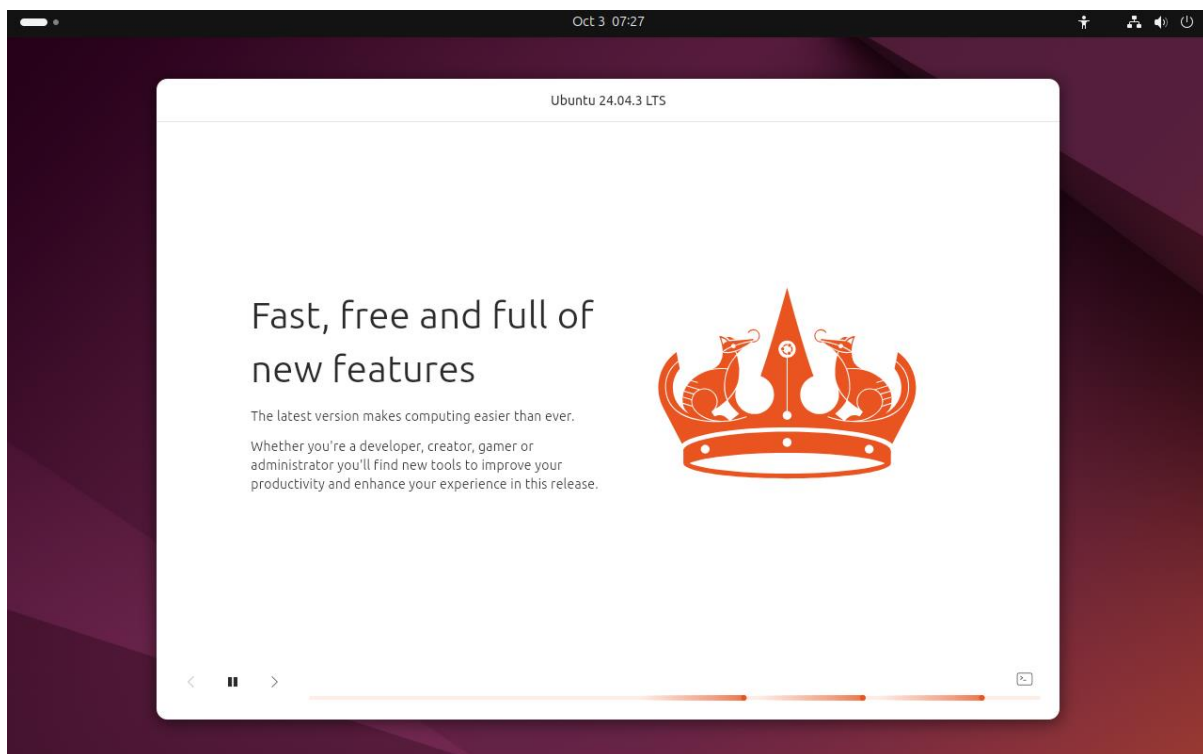 Oct 3 07:27
Ubuntu 24.04.3 LTS
Fast, free and full of
new features
The latest version makes computing easier than ever.
Whether you're a developer, creator, gamer or
administrator you'll find new tools to improve your
productivity and enhance your experience in this release.